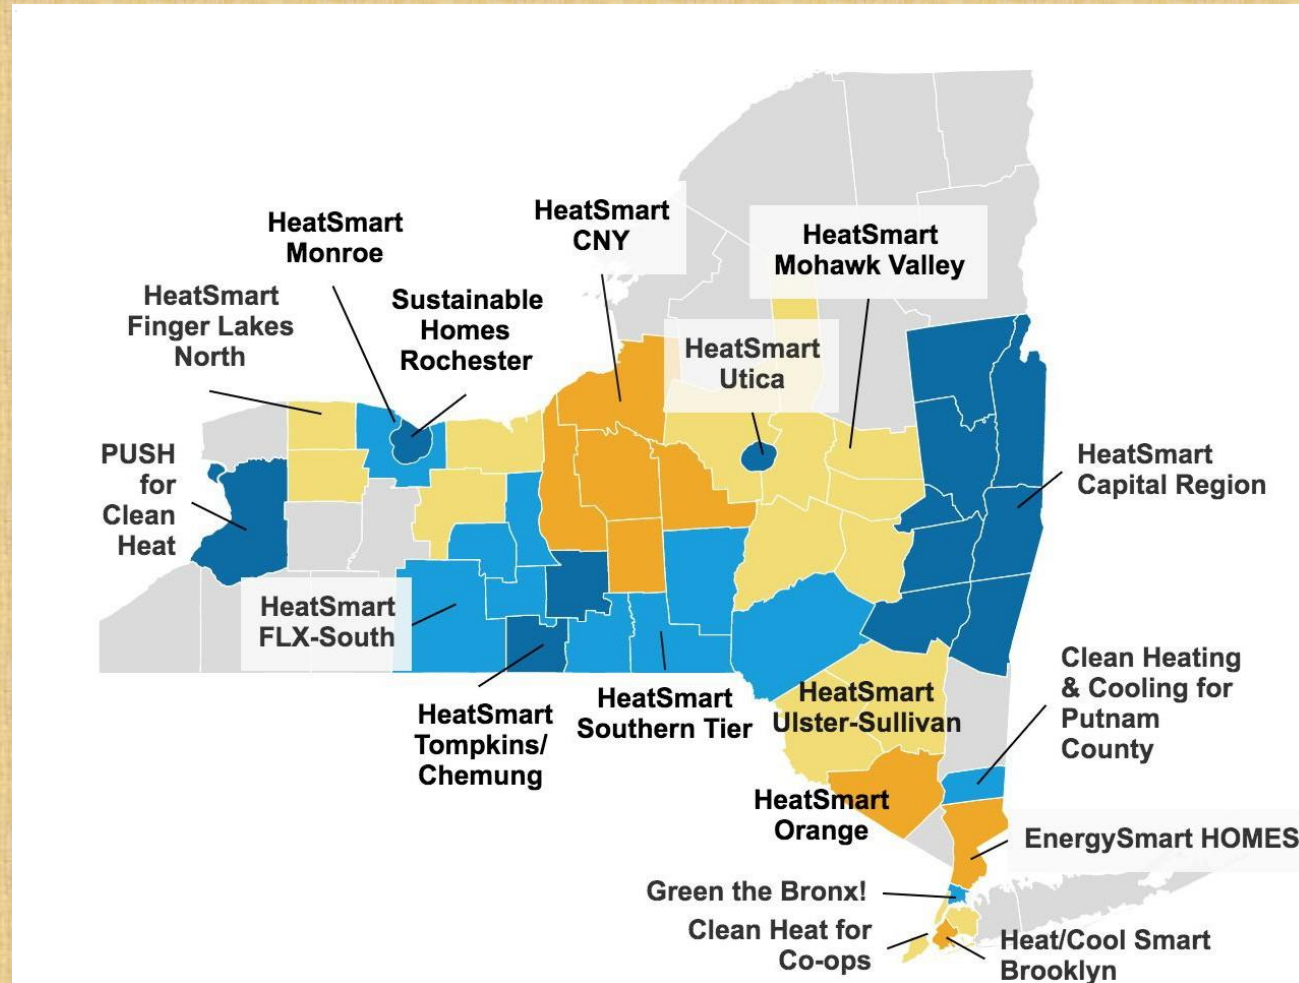 HeatSmart
CNY
HeatSmart
Monroe
HeatSmart
Mohawk Valley
HeatSmart
Finger Lakes
North
Sustainable
Homes
Rochester
HeatSmart
Utica
PUSH
for
Clean
Heat
HeatSmart
Capital Region
HeatSmart
FLX-South
Clean Heating
& Cooling for
Putnam
County
HeatSmart
Ulster-Sullivan
HeatSmart
Southern Tier
HeatSmart
Tompkins/
Chemung
HeatSmart
Orange
EnergySmart HOMES
Green the Bronx!
Clean Heat for
Co-ops
Heat/Cool Smart
Brooklyn